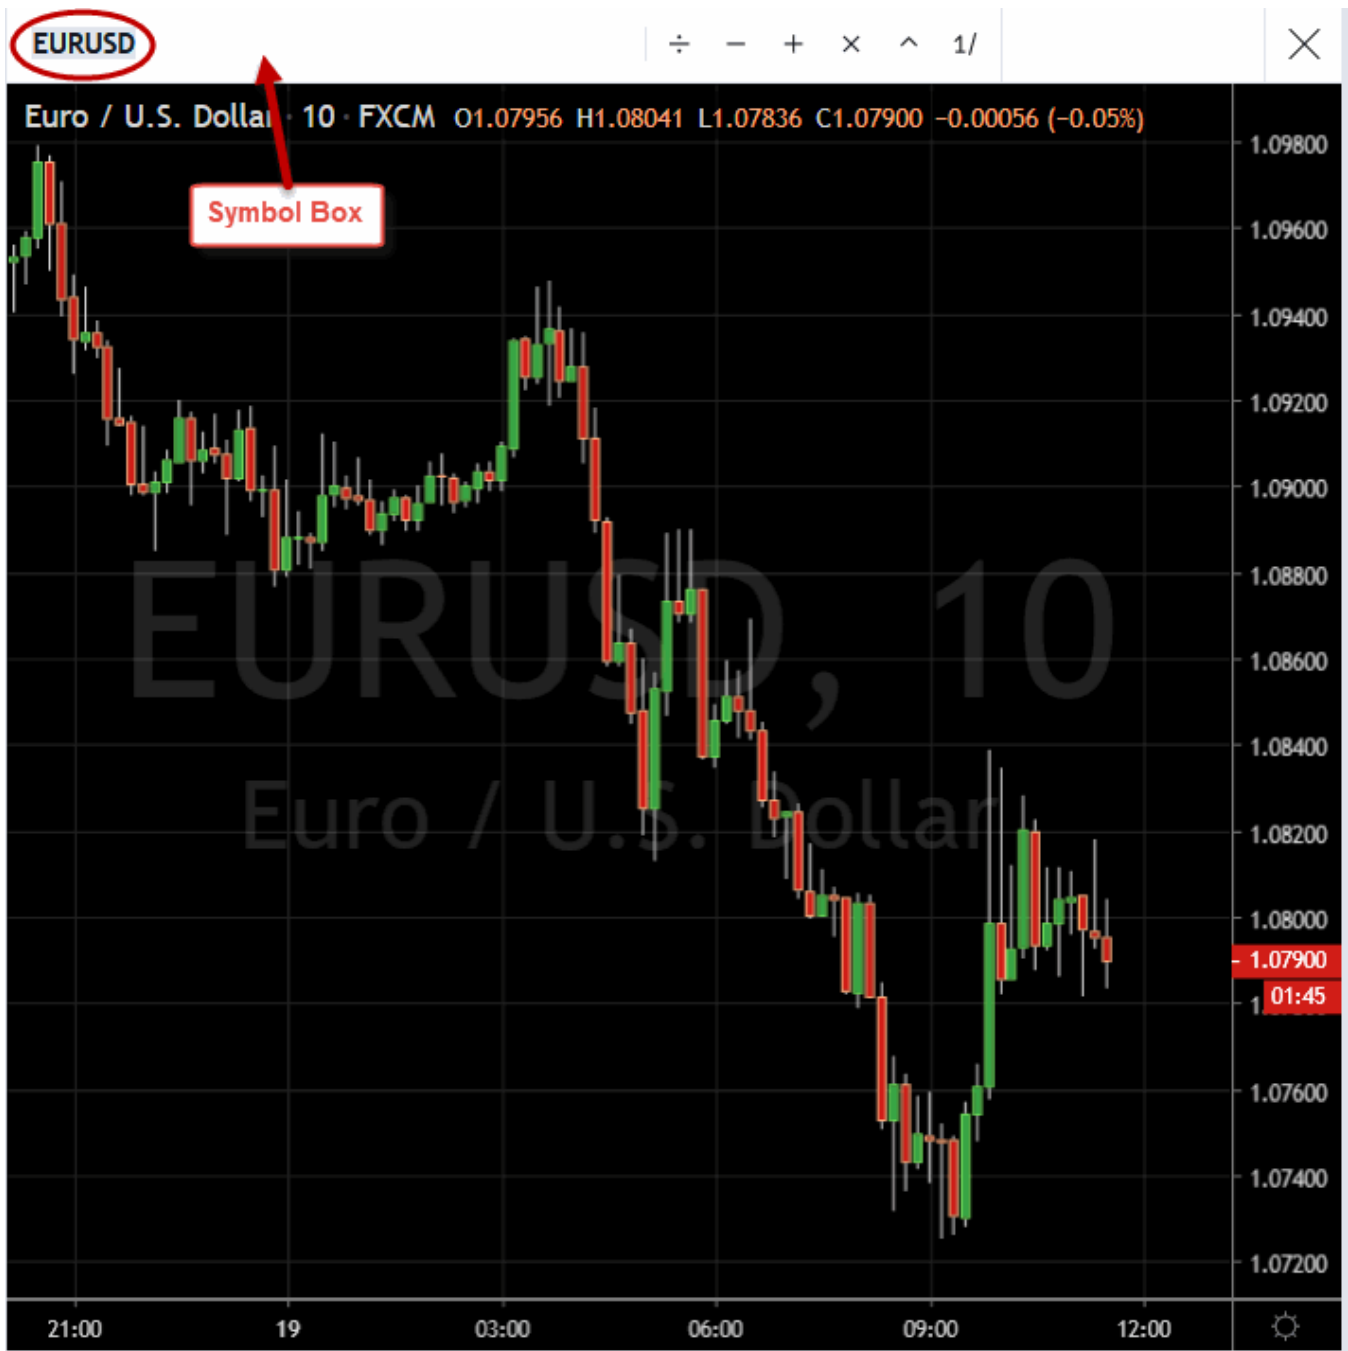 EURUSD ÷ − + × ^ 1/
Euro / U.S. Dollar · 10 · FXCM O1.07956 H1.08041 L1.07836 C1.07900 −0.00056 (−0.05%)
Symbol Box
1.09800
1.09600
1.09400
1.09200
1.09000
1.08800
EURUSD, 10
1.08600
1.08400
Euro / U.S. Dollar
1.08200
1.08000
1.07900
01:45
1.07600
1.07400
1.07200
21:00 19 03:00 06:00 09:00 12:00